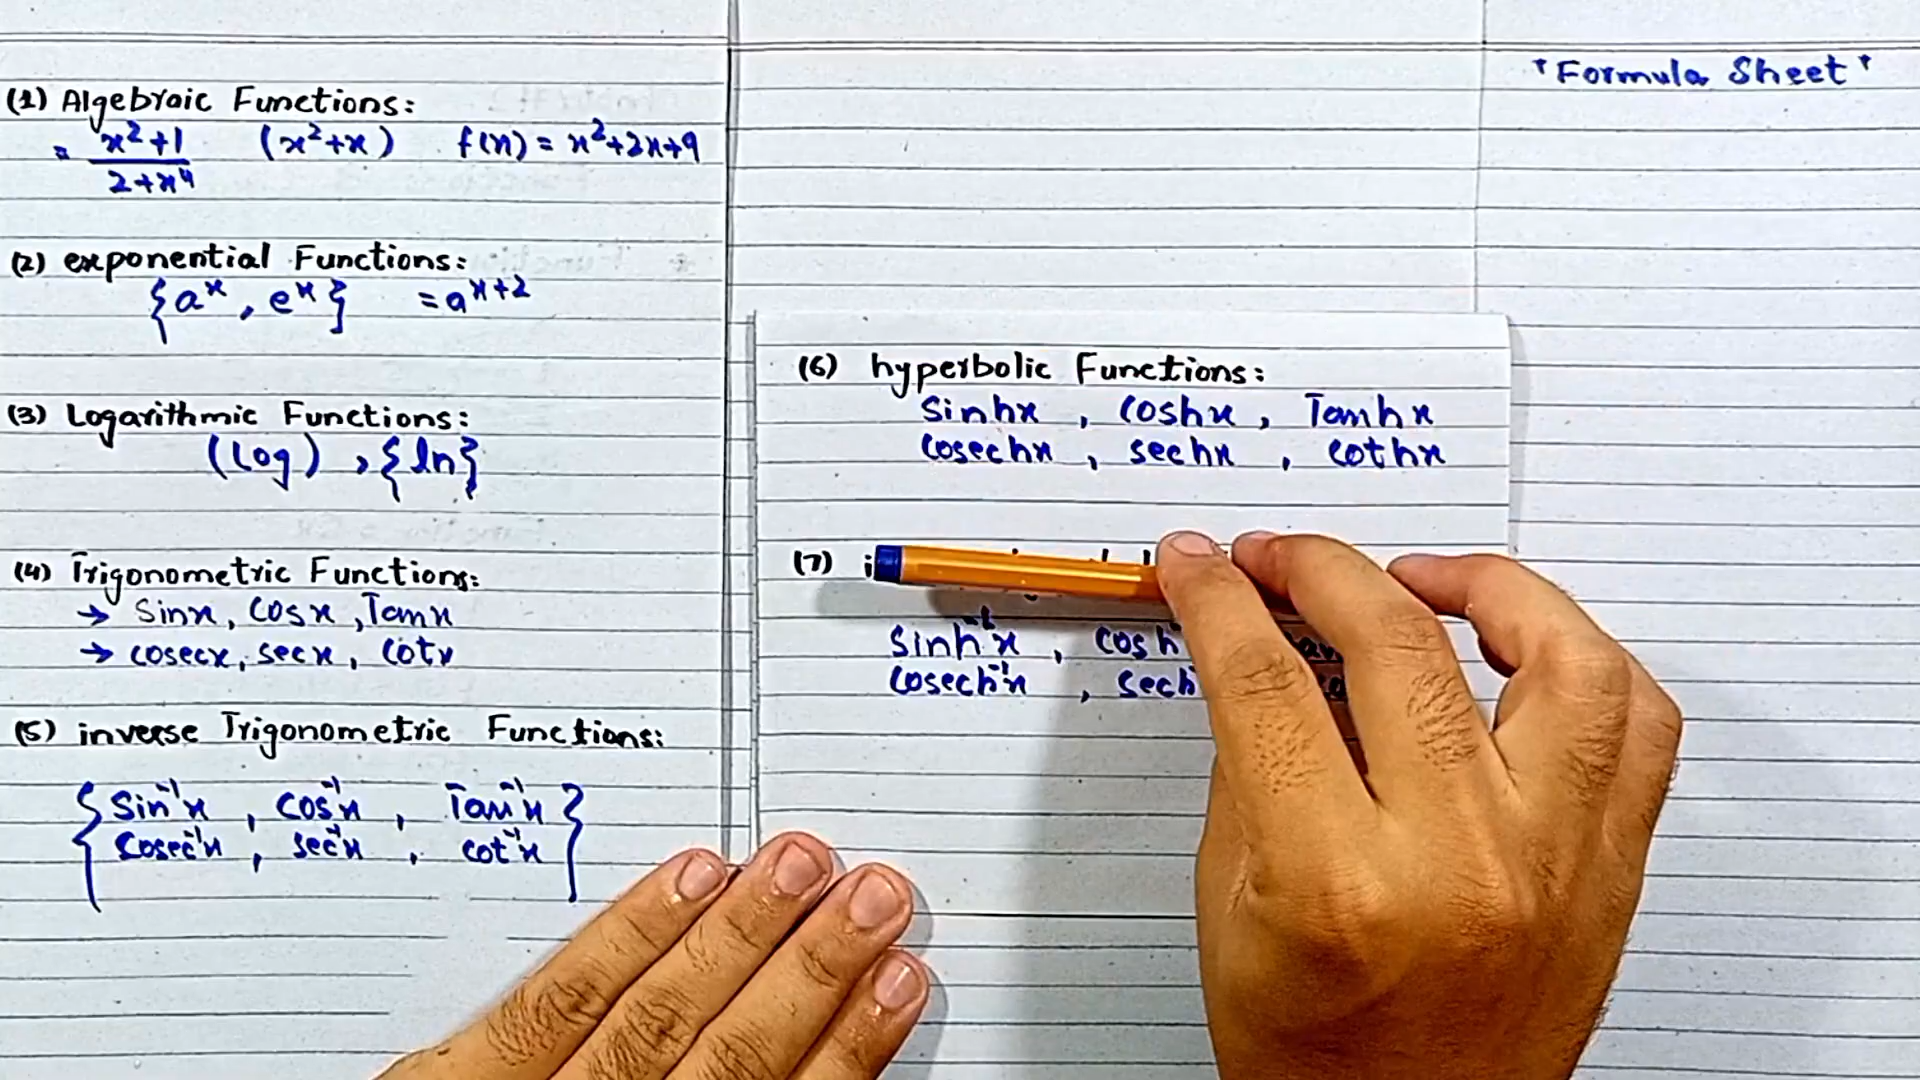 (1) Algebraic Functions:
= x²+1 / 2+x⁴ (x²+x) f(x) = x²+2x+9
(2) exponential Functions:
{aˣ, eˣ} = aˣ⁺²
(3) Logarithmic Functions:
(log), {ln}
(4) Trigonometric Functions:
→ Sinx, Cosx, Tanx
→ cosecx, secx, cotx
(5) inverse Trigonometric Functions:
{Sin⁻¹x, Cos⁻¹x, Tan⁻¹x
Cosec⁻¹x, sec⁻¹x, cot⁻¹x}
'Formula Sheet'
(6) hyperbolic Functions:
Sinhx, Coshx, Tanhx
Cosechx, sechx, cothx
(7)
Sinh⁻¹x, Cosh
Cosech⁻¹x, sech